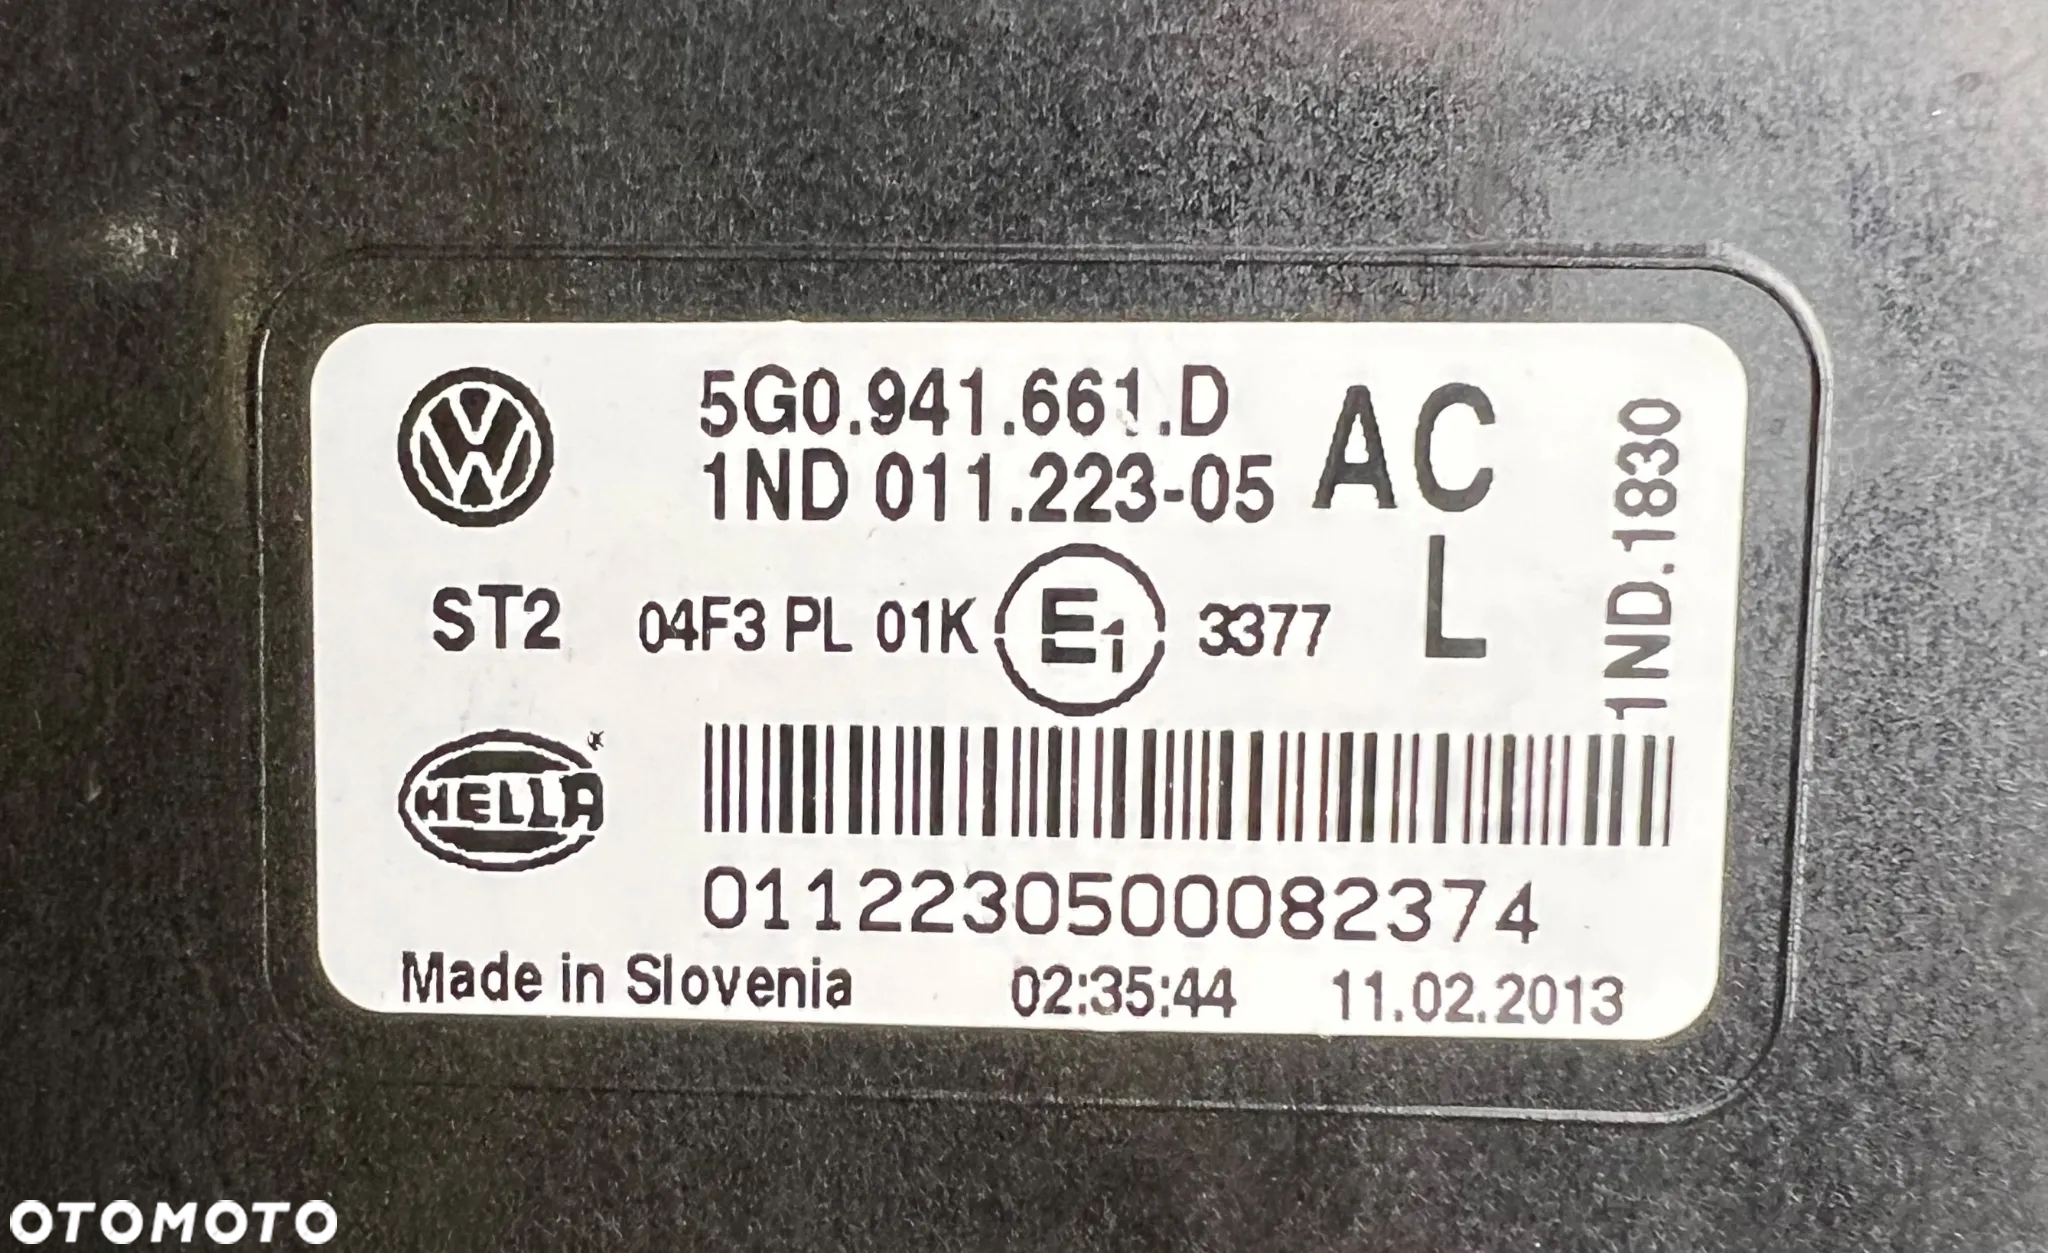 5G0.941.661.D
1ND 011.223-05
AC
L
1ND.1830
ST2 04F3 PL 01K E1 3377
HELLA
0112230500082374
Made in Slovenia 02:35:44 11.02.2013
OTOMOTO